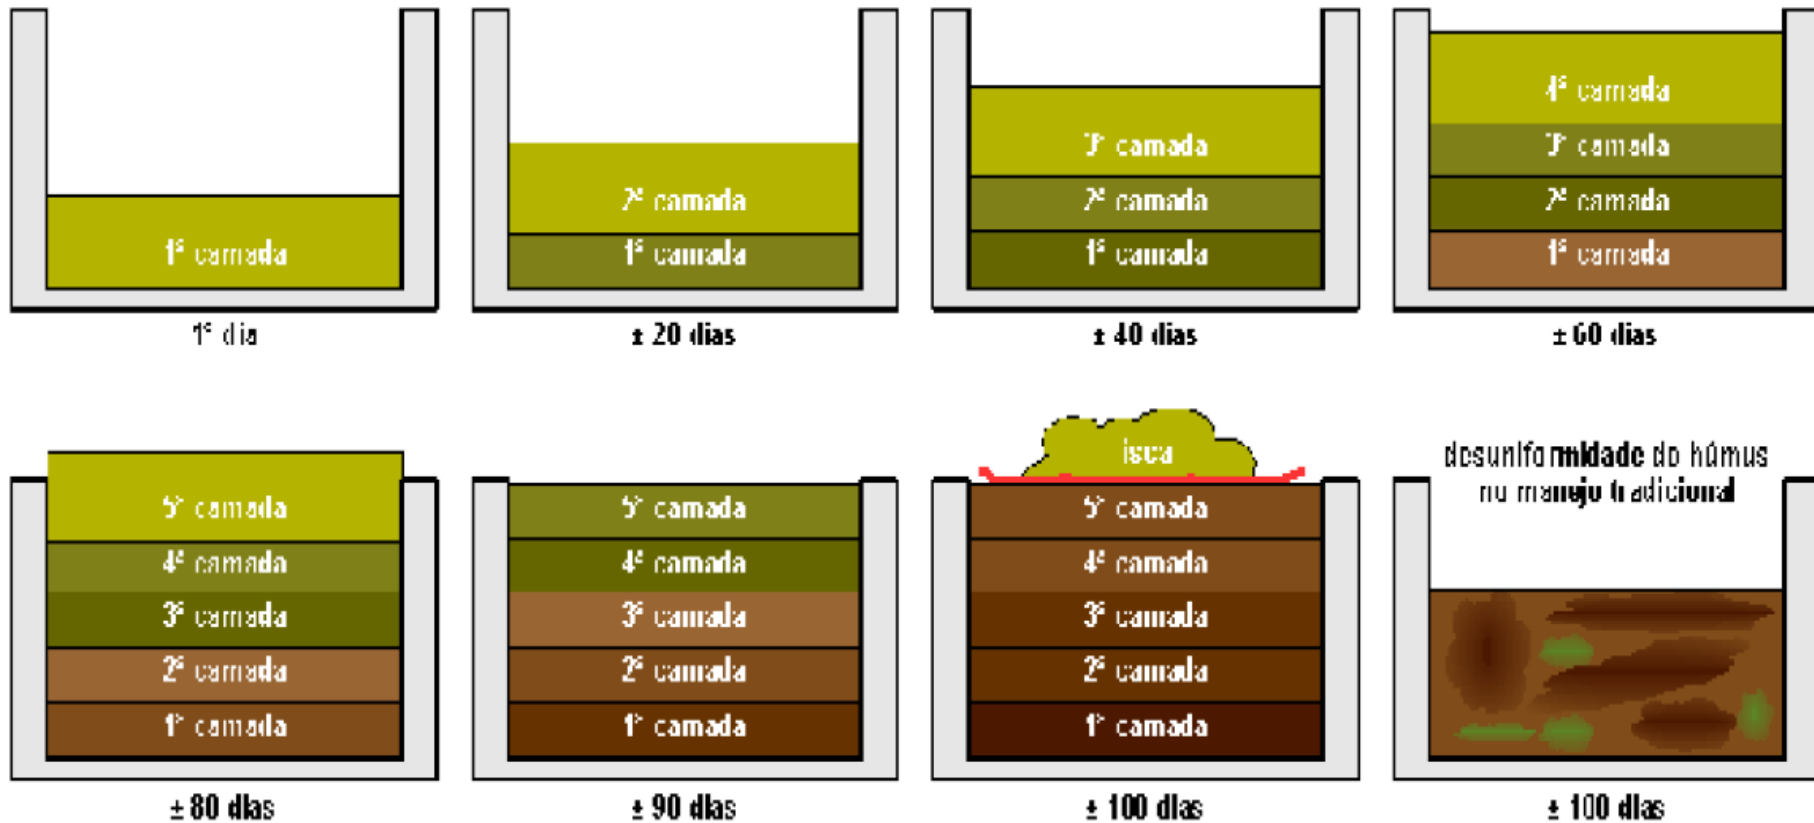 1ª camada
1º dia
2ª camada
1ª camada
± 20 dias
3ª camada
2ª camada
1ª camada
± 40 dias
4ª camada
3ª camada
2ª camada
1ª camada
± 60 dias
5ª camada
4ª camada
3ª camada
2ª camada
1ª camada
± 80 dias
5ª camada
4ª camada
3ª camada
2ª camada
1ª camada
± 90 dias
isca
5ª camada
4ª camada
3ª camada
2ª camada
1ª camada
± 100 dias
desuniformidade do húmus
no manejo tradicional
± 100 dias